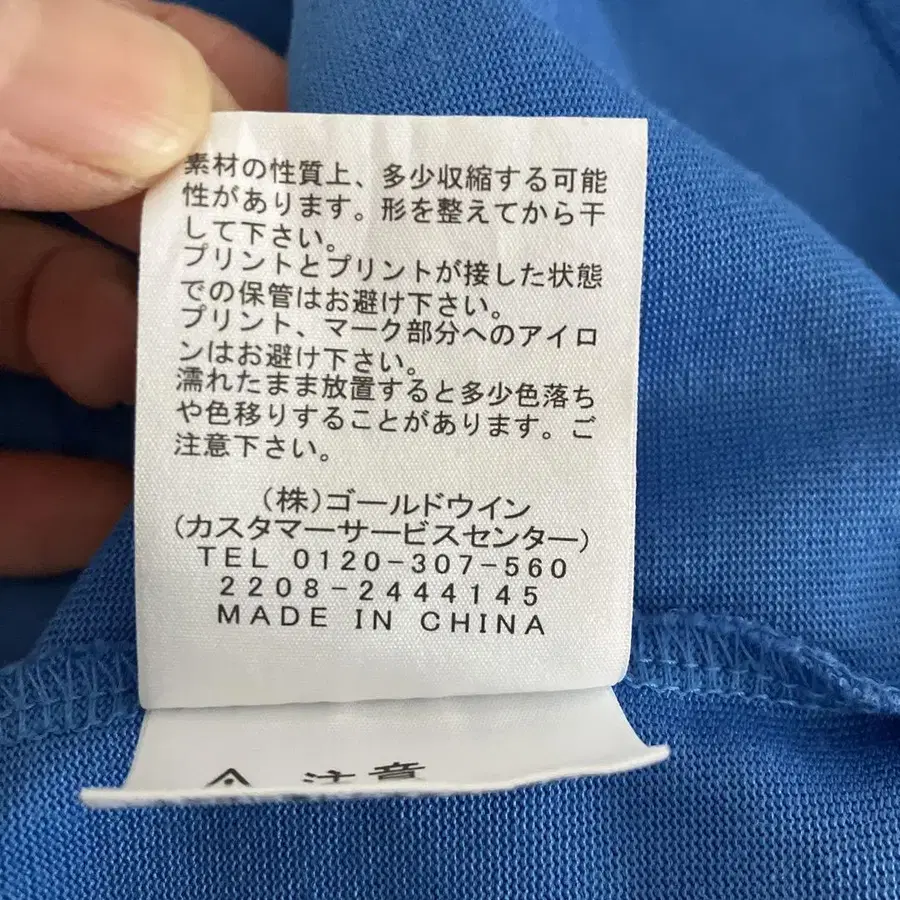 素材の性質上、多少収縮する可能
性があります。形を整えてから干
して下さい。
プリントとプリントが接した状態
での保管はお避け下さい。
プリント、マーク部分へのアイロ
ンはお避け下さい。
濡れたまま放置すると多少色落ち
や色移りすることがあります。ご
注意下さい。
(株)ゴールドウイン
(カスタマーサービスセンター)
TEL 0120-307-560
2208-2444145
MADE IN CHINA
注意